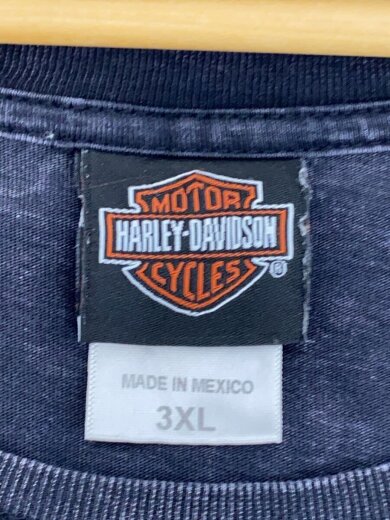 MOTOR
HARLEY-DAVIDSON
CYCLES
®
MADE IN MEXICO
3XL